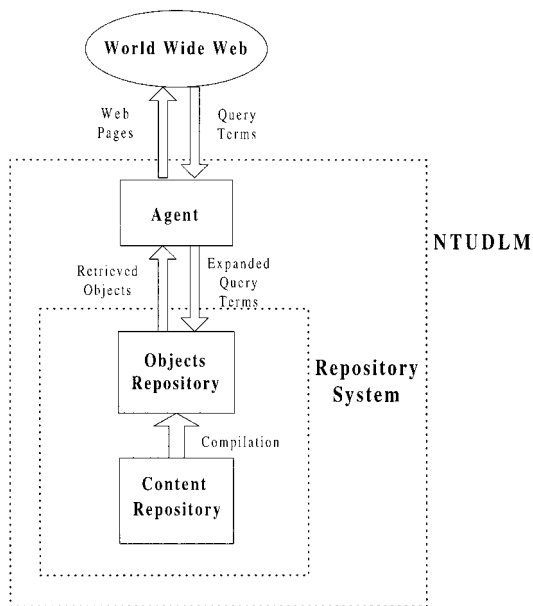 World Wide Web
Web
Pages
Query
Terms
Agent
NTUDLM
Retrieved
Objects
Expanded
Query
Terms
Objects
Repository
Repository
System
Compilation
Content
Repository